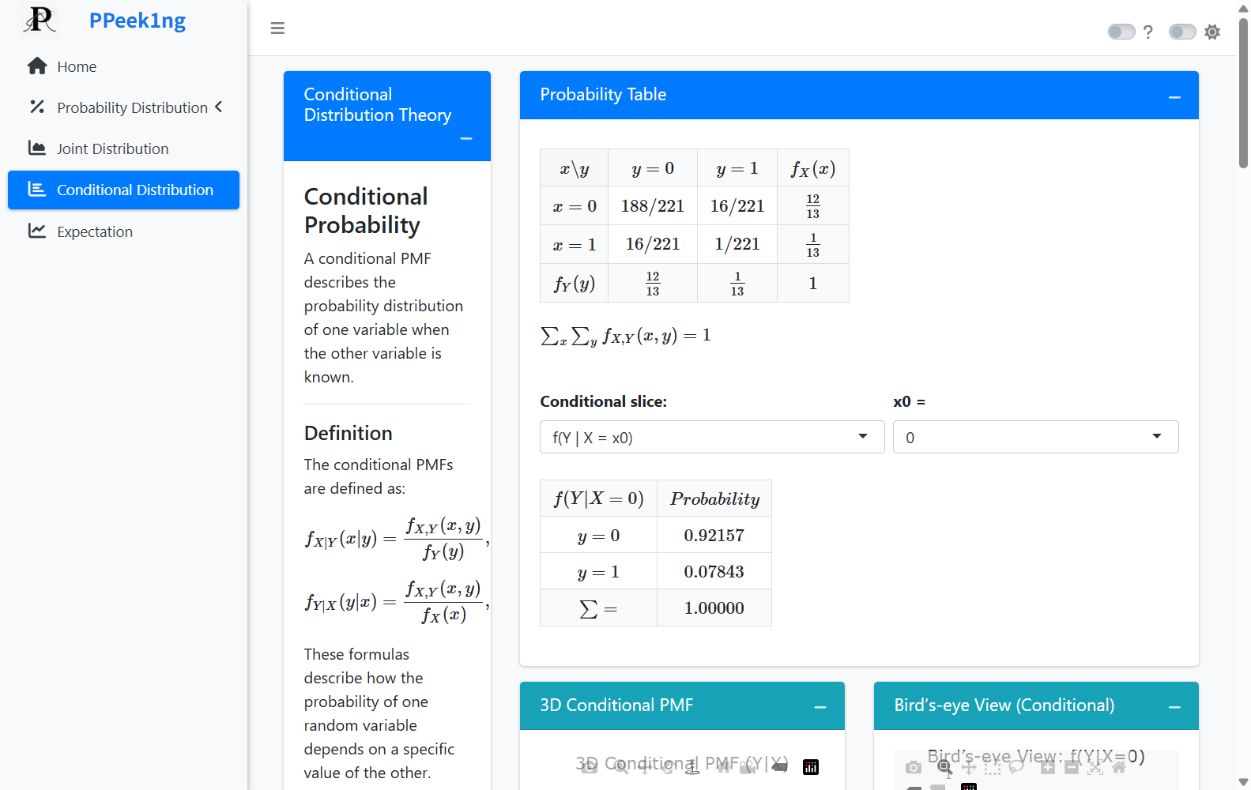 PPeek1ng
Home
Probability Distribution
Joint Distribution
Conditional Distribution
Expectation
?
Conditional
Distribution Theory
Conditional
Probability
A conditional PMF
describes the
probability distribution
of one variable when
the other variable is
known.
Definition
The conditional PMFs
are defined as:
f_{X|Y}(x|y) = \frac{f_{X,Y}(x,y)}{f_Y(y)},
f_{Y|X}(y|x) = \frac{f_{X,Y}(x,y)}{f_X(x)},
These formulas
describe how the
probability of one
random variable
depends on a specific
value of the other.
Probability Table
x\y y = 0 y = 1 f_X(x)
x = 0 188/221 16/221 12/13
x = 1 16/221 1/221 1/13
f_Y(y) 12/13 1/13 1
∑_x ∑_y f_{X,Y}(x, y) = 1
Conditional slice: x0 =
f(Y | X = x0) 0
f(Y|X = 0) Probability
y = 0 0.92157
y = 1 0.07843
∑ = 1.00000
3D Conditional PMF
3D Conditional PMF (Y|X)
Bird's-eye View (Conditional)
Bird's-eye View: f(Y|X=0)